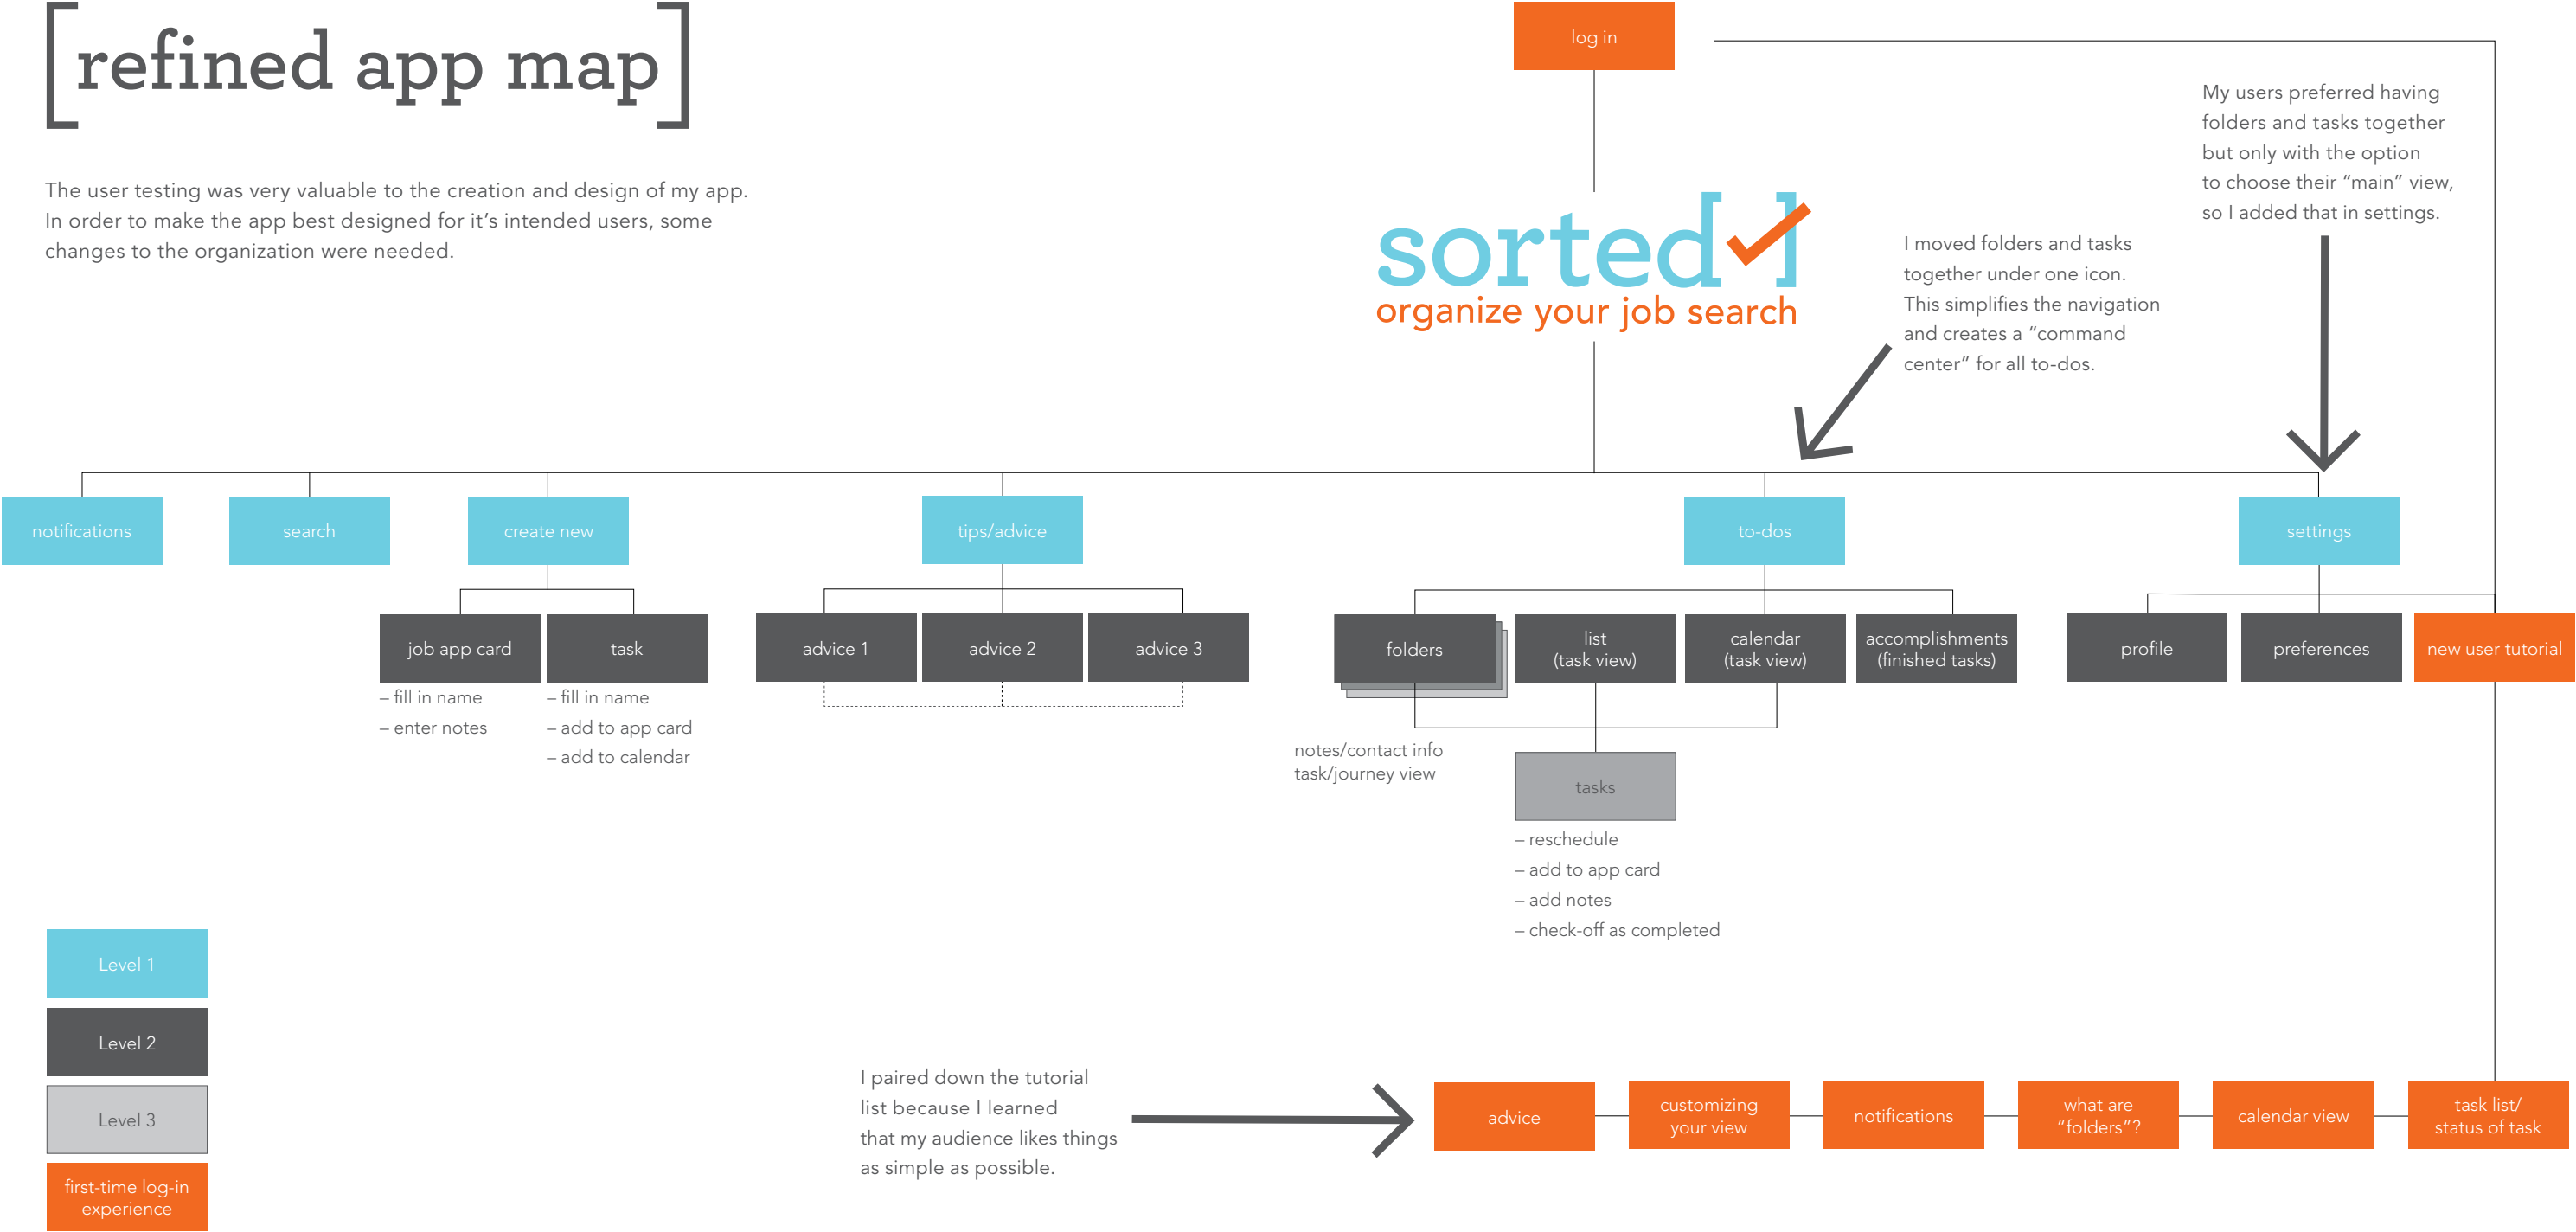 [refined app map]
The user testing was very valuable to the creation and design of my app.
In order to make the app best designed for it's intended users, some
changes to the organization were needed.
log in
sorted[✓]
organize your job search
I moved folders and tasks
together under one icon.
This simplifies the navigation
and creates a “command
center” for all to-dos.
My users preferred having
folders and tasks together
but only with the option
to choose their “main” view,
so I added that in settings.
notifications
search
create new
tips/advice
to-dos
settings
job app card
– fill in name
– enter notes
task
– fill in name
– add to app card
– add to calendar
advice 1
advice 2
advice 3
folders
notes/contact info
task/journey view
list
(task view)
calendar
(task view)
accomplishments
(finished tasks)
profile
preferences
new user tutorial
tasks
– reschedule
– add to app card
– add notes
– check-off as completed
Level 1
Level 2
Level 3
first-time log-in
experience
I paired down the tutorial
list because I learned
that my audience likes things
as simple as possible.
advice
customizing
your view
notifications
what are
“folders”?
calendar view
task list/
status of task